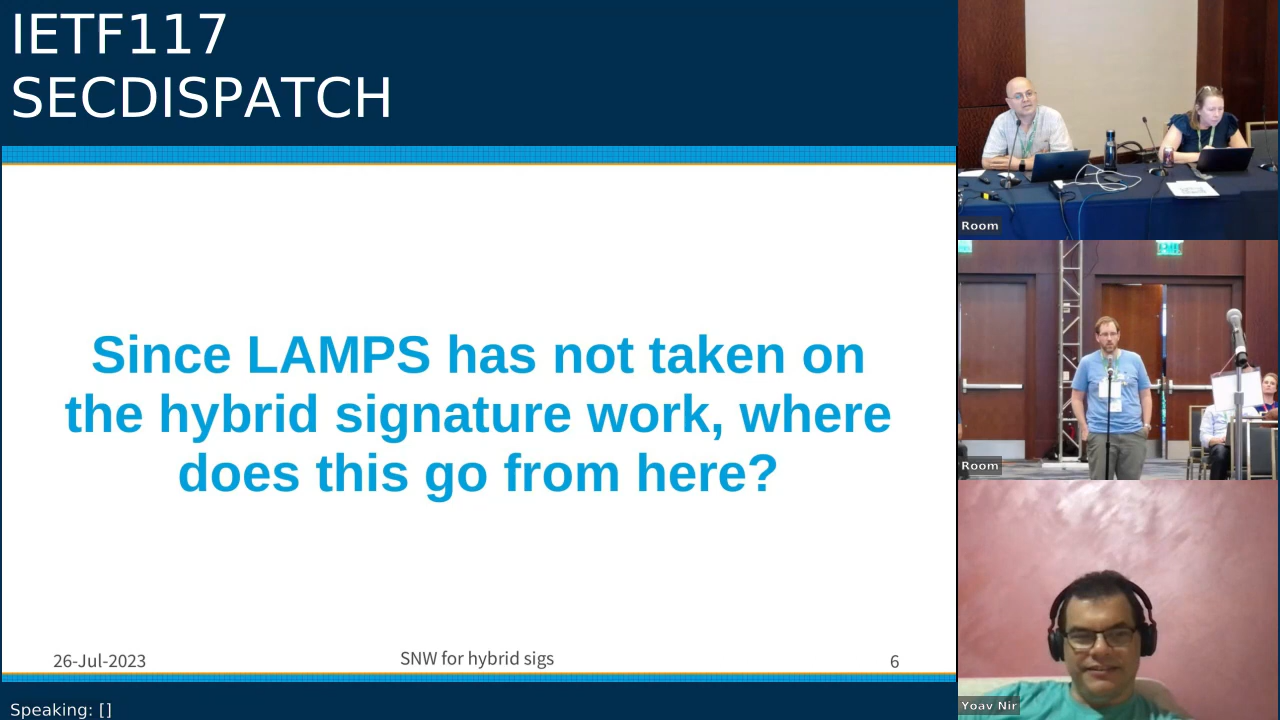 IETF117
SECDISPATCH
Since LAMPS has not taken on
the hybrid signature work, where
does this go from here?
26-Jul-2023
SNW for hybrid sigs
6
Speaking: []
Room
Room
Yoav Nir